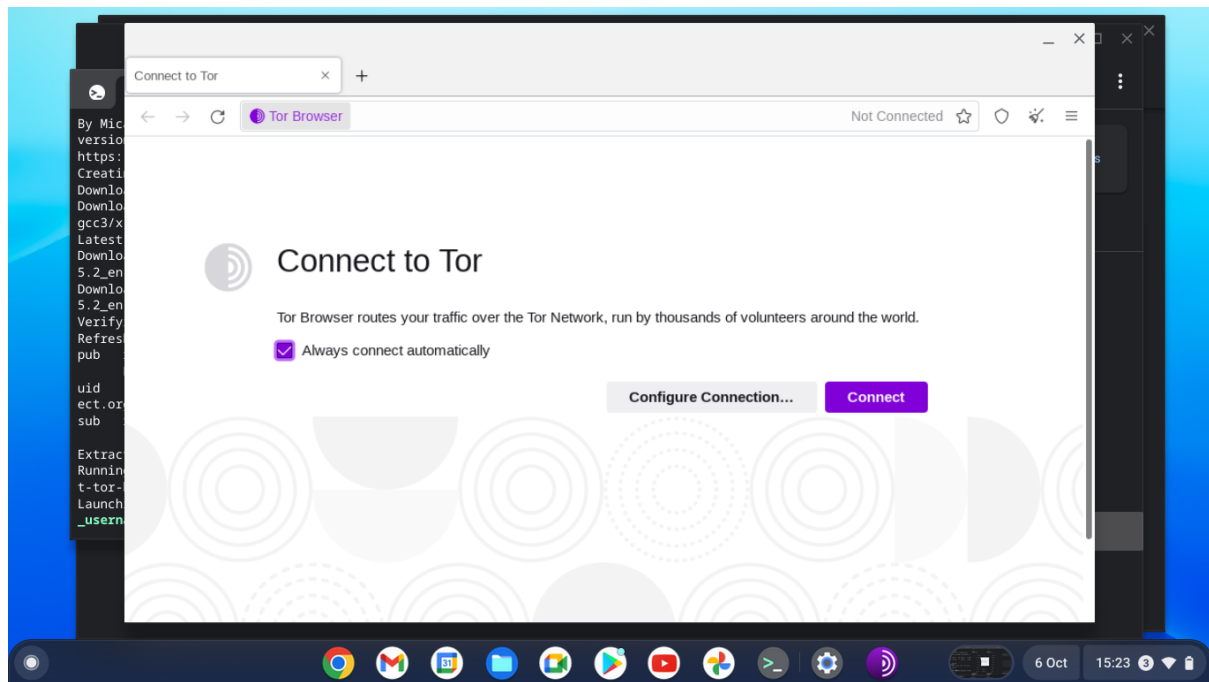 Connect to Tor
Tor Browser
Not Connected
By Mic
versio
https:
Creati
Downlo
Downlo
gcc3/x
Latest
Downlo
5.2_en
Downlo
5.2_en
Verify
Refres
pub
uid
ect.or
sub
Extrac
Runnin
t-tor-
Launch
_usern
s
Connect to Tor
Tor Browser routes your traffic over the Tor Network, run by thousands of volunteers around the world.
Always connect automatically
Configure Connection...
Connect
31
6 Oct
15:23
3